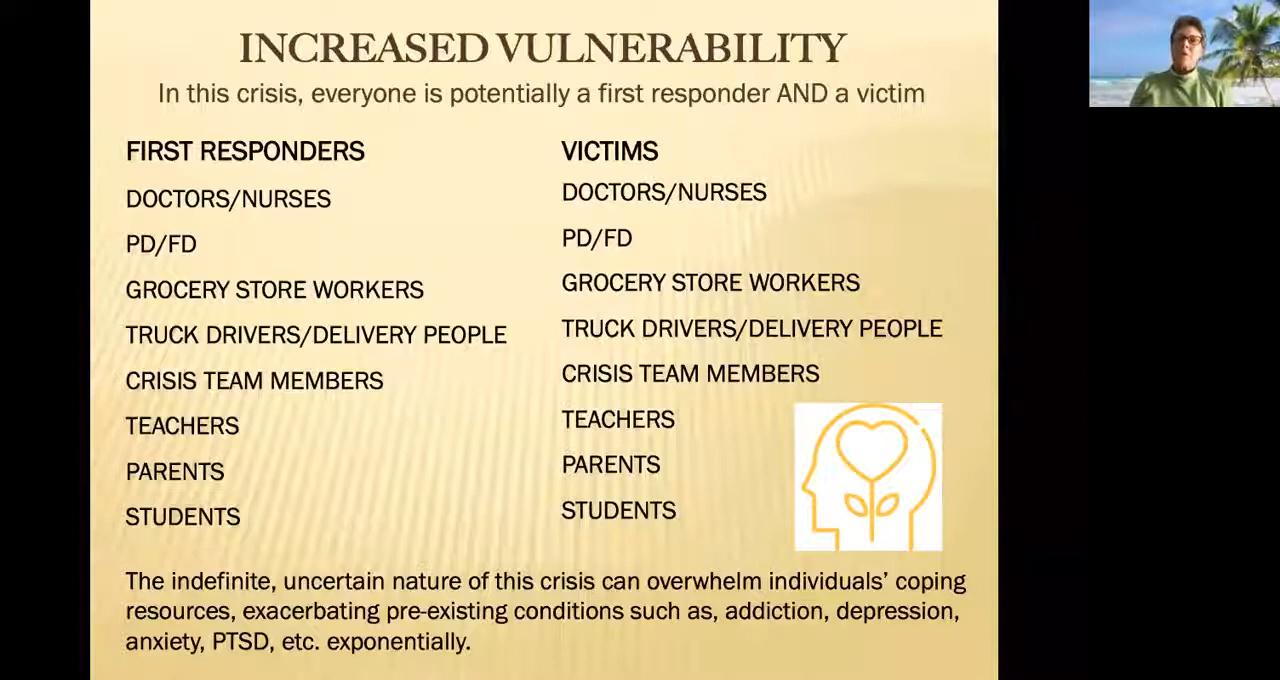 INCREASED VULNERABILITY
In this crisis, everyone is potentially a first responder AND a victim
FIRST RESPONDERS
DOCTORS/NURSES
PD/FD
GROCERY STORE WORKERS
TRUCK DRIVERS/DELIVERY PEOPLE
CRISIS TEAM MEMBERS
TEACHERS
PARENTS
STUDENTS
VICTIMS
DOCTORS/NURSES
PD/FD
GROCERY STORE WORKERS
TRUCK DRIVERS/DELIVERY PEOPLE
CRISIS TEAM MEMBERS
TEACHERS
PARENTS
STUDENTS
The indefinite, uncertain nature of this crisis can overwhelm individuals’ coping
resources, exacerbating pre-existing conditions such as, addiction, depression,
anxiety, PTSD, etc. exponentially.